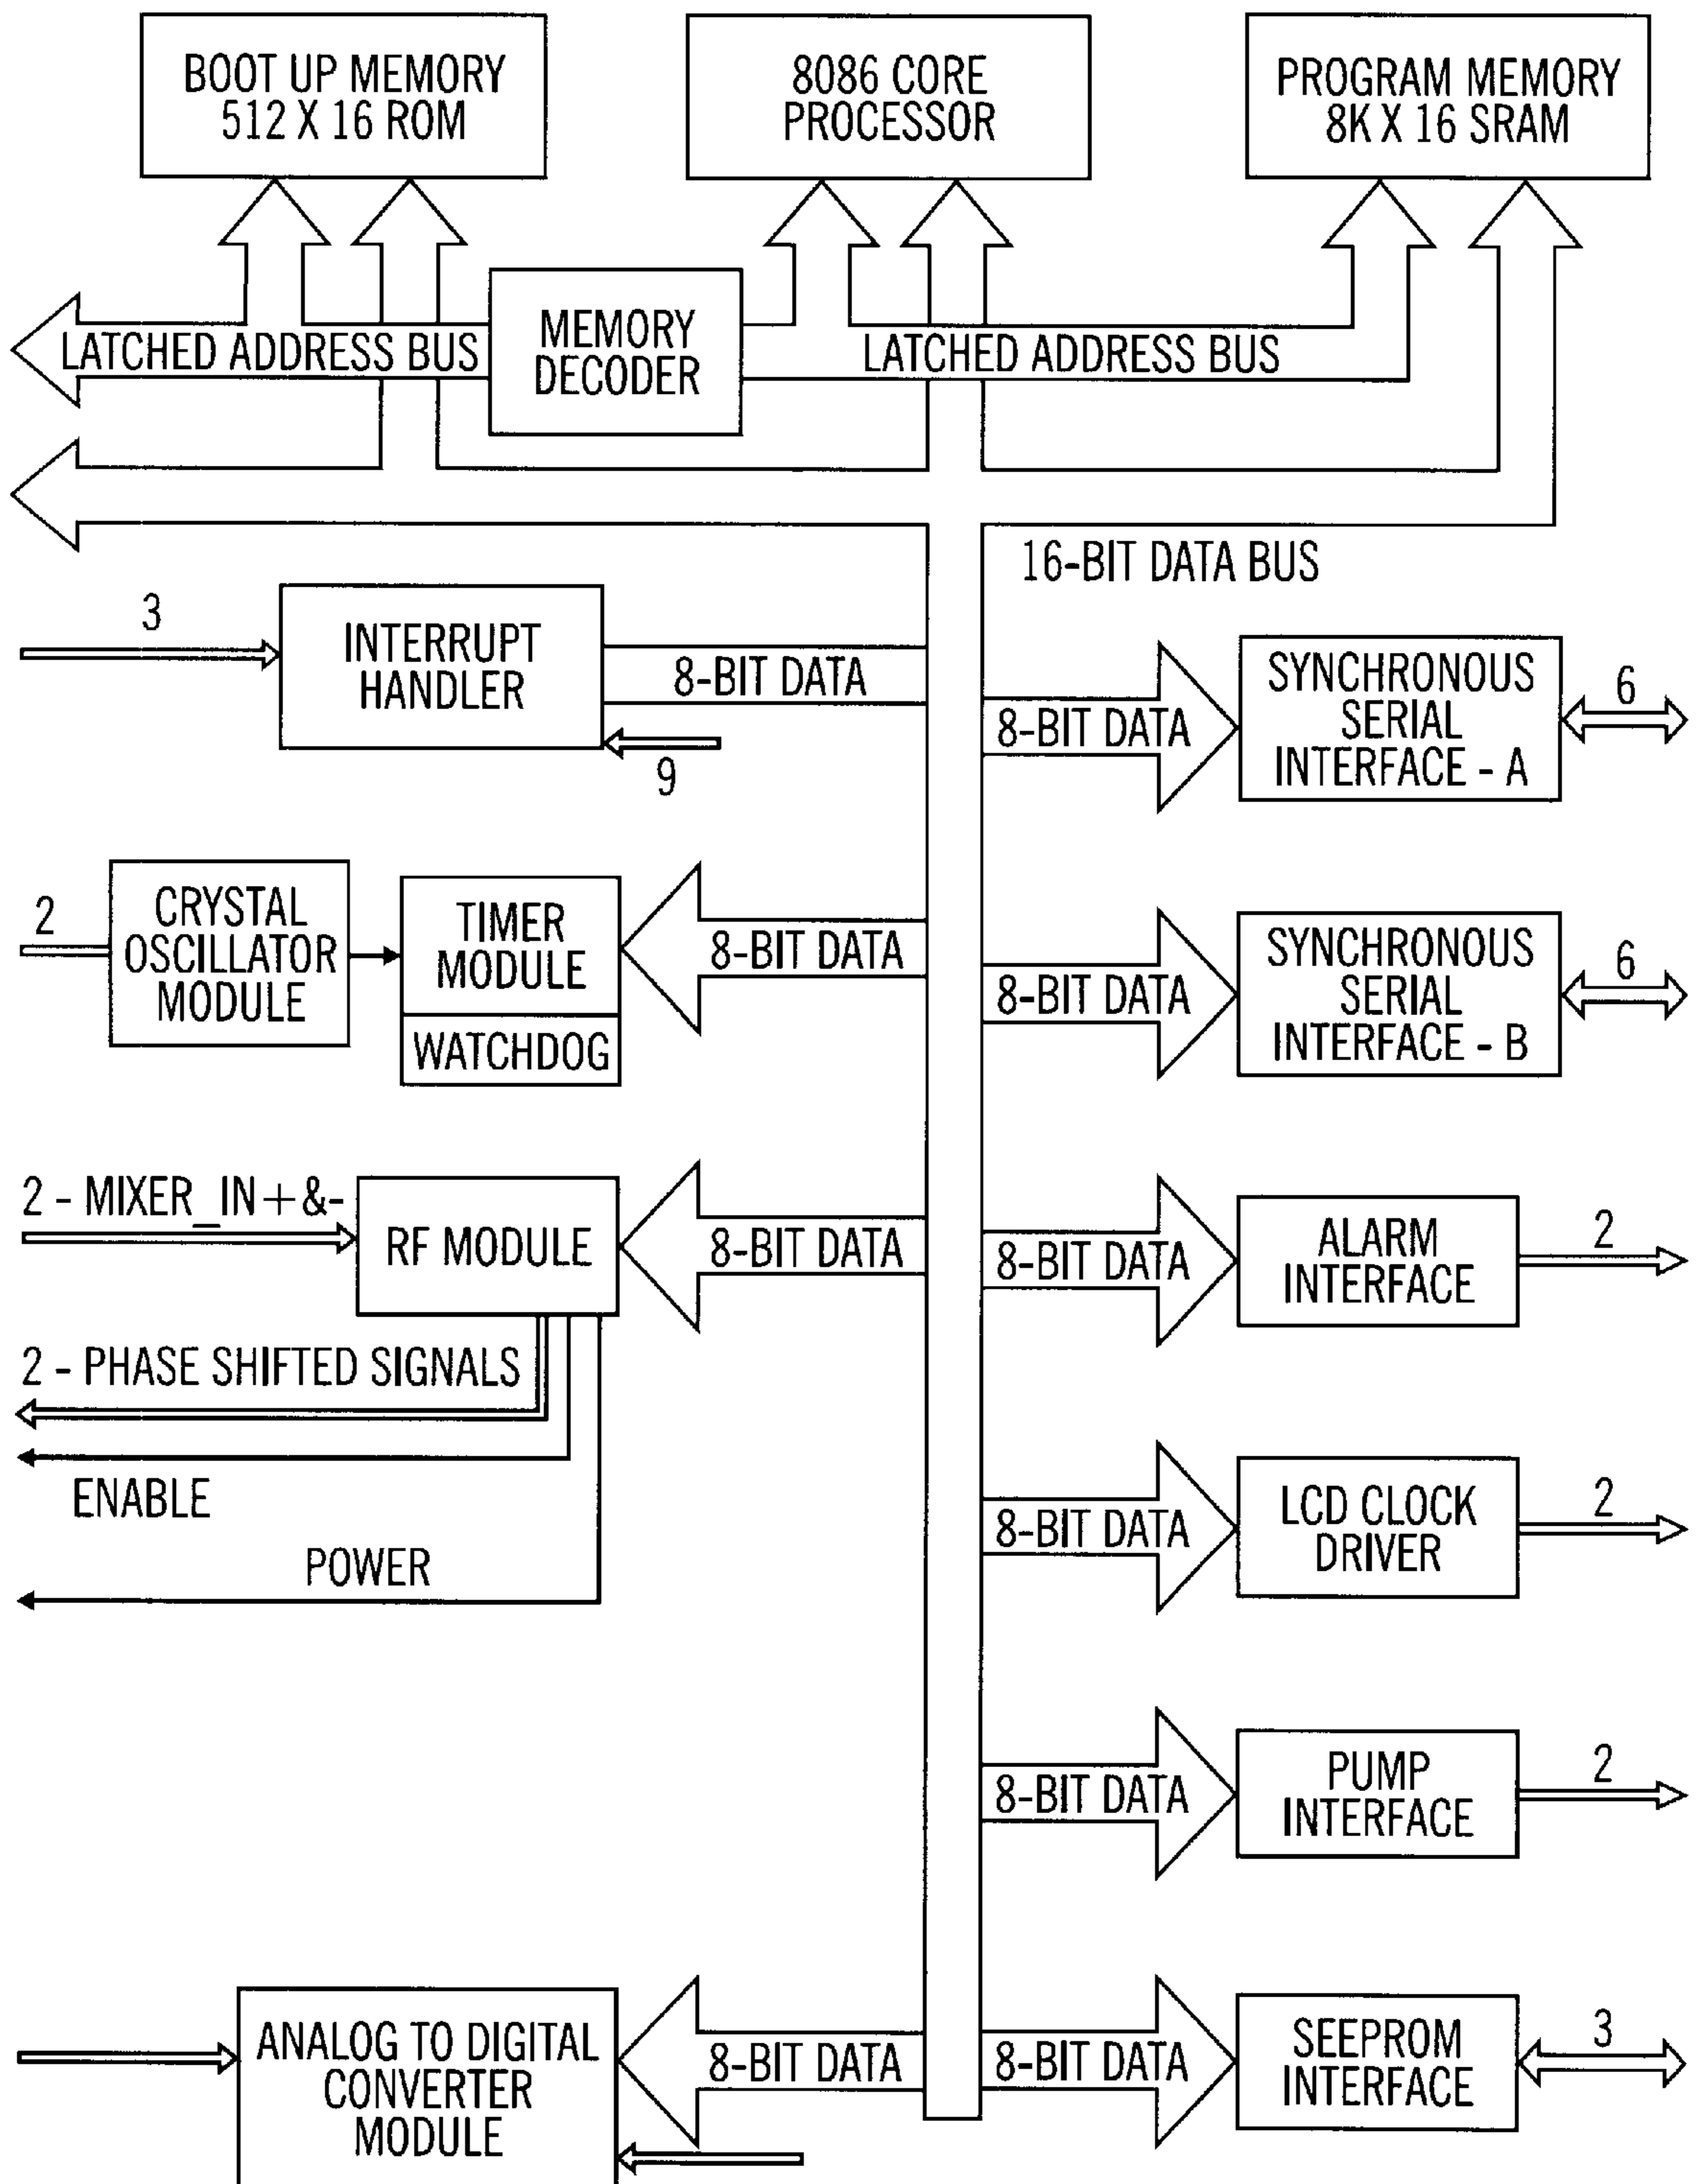 BOOT UP MEMORY
512 X 16 ROM
8086 CORE
PROCESSOR
PROGRAM MEMORY
8K X 16 SRAM
LATCHED ADDRESS BUS
MEMORY
DECODER
LATCHED ADDRESS BUS
16-BIT DATA BUS
3
INTERRUPT
HANDLER
8-BIT DATA
9
8-BIT DATA
SYNCHRONOUS
SERIAL
INTERFACE - A
6
2
CRYSTAL
OSCILLATOR
MODULE
TIMER
MODULE
WATCHDOG
8-BIT DATA
8-BIT DATA
SYNCHRONOUS
SERIAL
INTERFACE - B
6
2 - MIXER_IN+&-
RF MODULE
8-BIT DATA
8-BIT DATA
ALARM
INTERFACE
2
2 - PHASE SHIFTED SIGNALS
ENABLE
POWER
8-BIT DATA
LCD CLOCK
DRIVER
2
8-BIT DATA
PUMP
INTERFACE
2
ANALOG TO DIGITAL
CONVERTER
MODULE
8-BIT DATA
8-BIT DATA
SEEPROM
INTERFACE
3